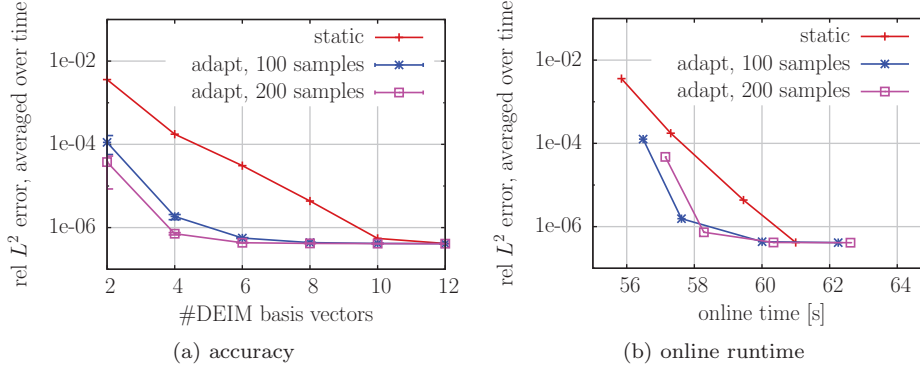 rel L² error, averaged over time
1e-02
1e-04
1e-06
static
adapt, 100 samples
adapt, 200 samples
2 4 6 8 10 12
#DEIM basis vectors
(a) accuracy
rel L² error, averaged over time
1e-02
1e-04
1e-06
static
adapt, 100 samples
adapt, 200 samples
56 58 60 62 64
online time [s]
(b) online runtime